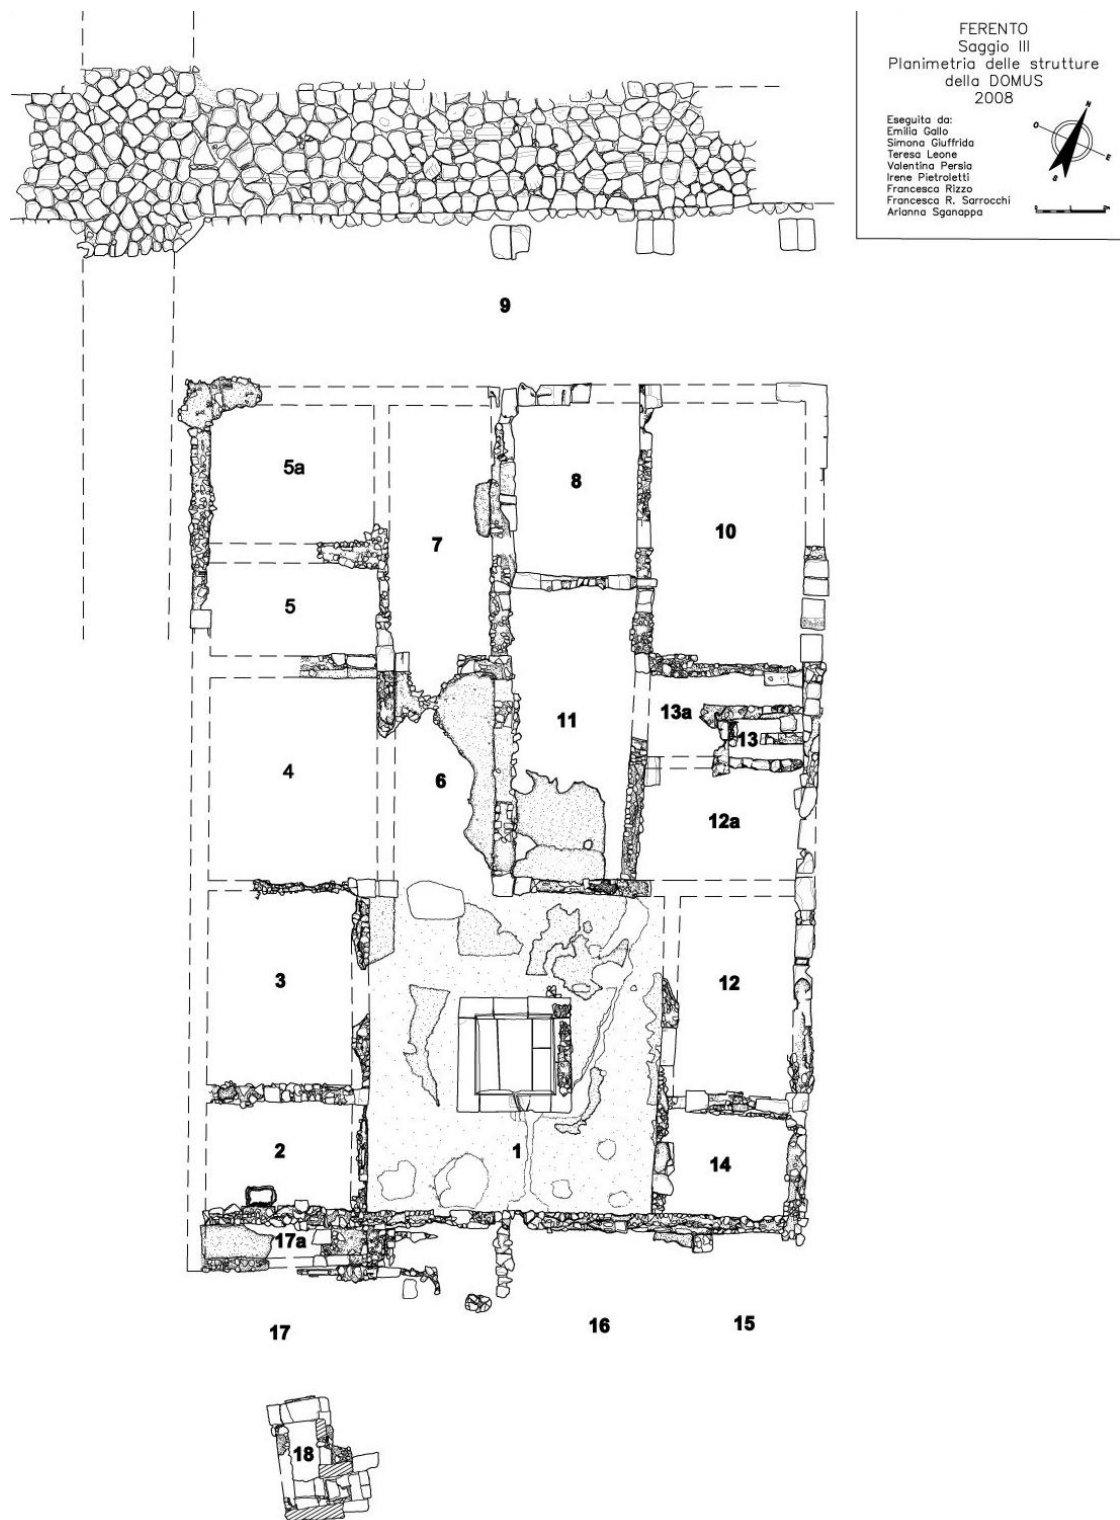 FERENTO
Saggio III
Planimetria delle strutture
della DOMUS
2008
Eseguita da:
Emilia Gallo
Simona Giuffrida
Teresa Leone
Valentina Persia
Irene Pietroletti
Francesca Rizzo
Francesca R. Sarrocchi
Arianna Sganappa
N
O
E
S
9
5a
8
7
10
5
13a
11
13
4
6
12a
3
12
1
2
14
17a
17
16
15
18